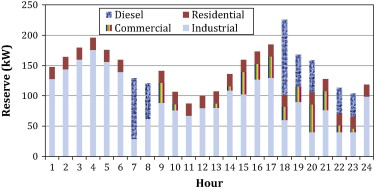 250
Diesel Residential
Commercial Industrial
200
150
100
50
0
Reserve (kW)
1 2 3 4 5 6 7 8 9 10 11 12 13 14 15 16 17 18 19 20 21 22 23 24
Hour